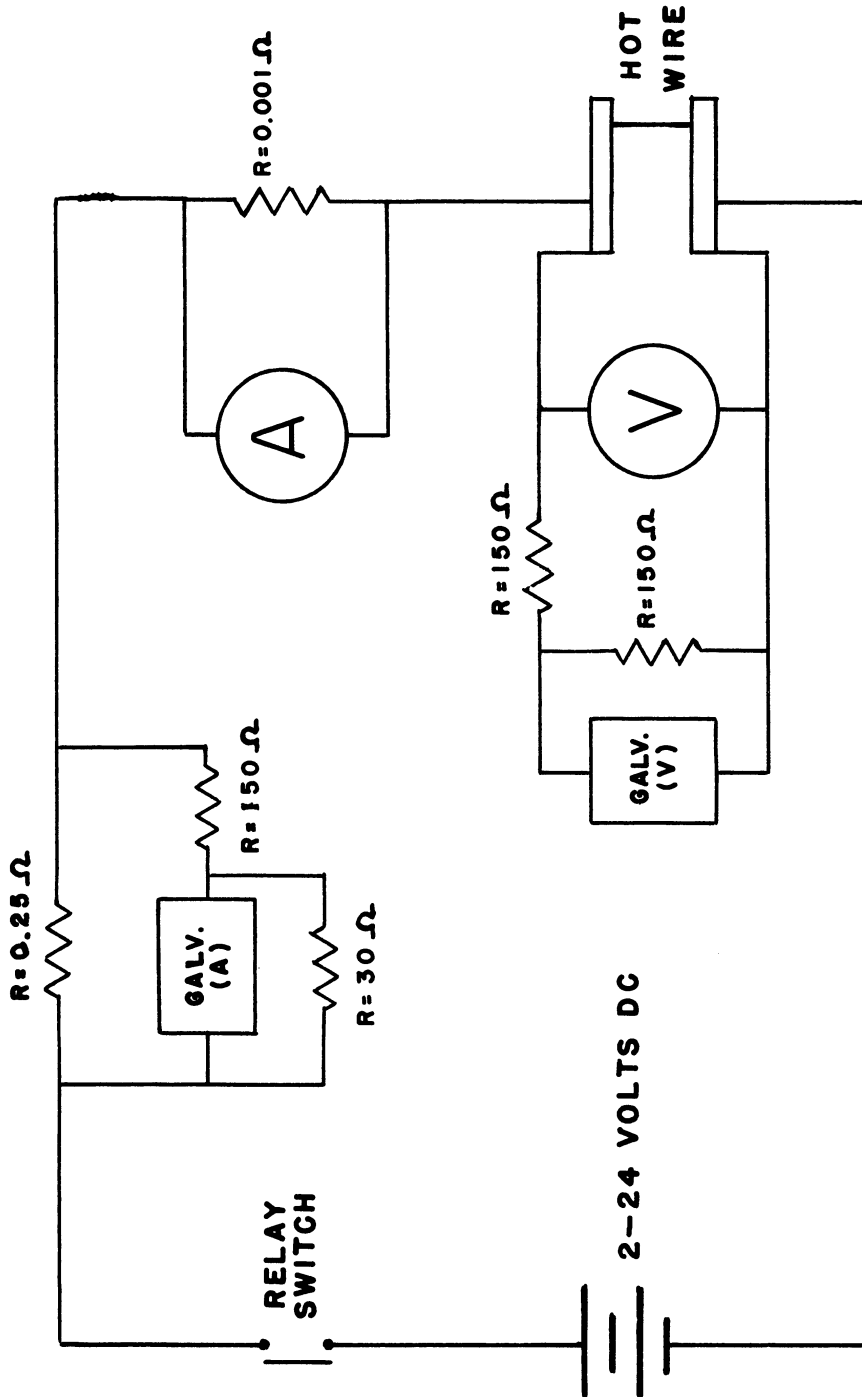 R=0.25Ω
R=150Ω
GALV.
(A)
R=30Ω
RELAY
SWITCH
2-24 VOLTS DC
A
R=0.001Ω
R=150Ω
R=150Ω
GALV.
(V)
V
HOT
WIRE